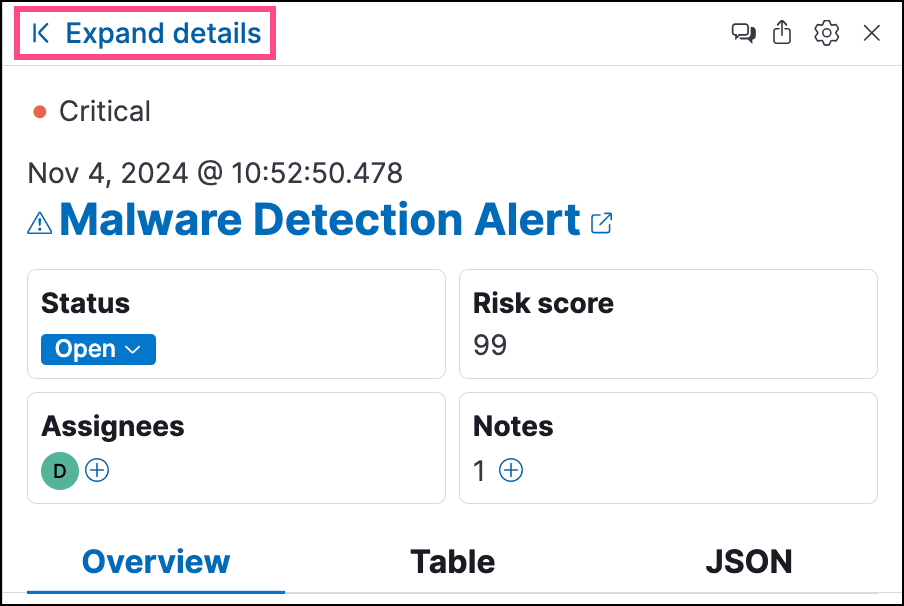 Expand details
Critical
Nov 4, 2024 @ 10:52:50.478
Malware Detection Alert
Status
Open
Risk score
99
Assignees
D
Notes
1
Overview Table JSON